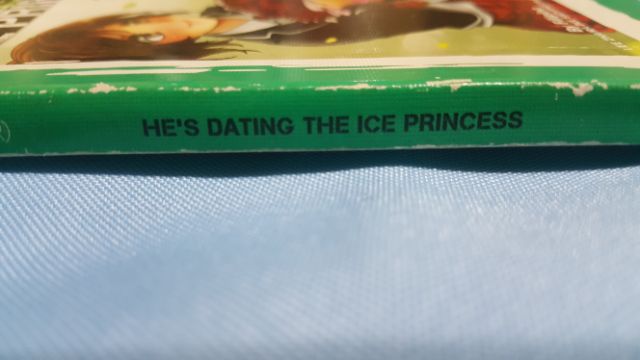 HE'S DATING THE ICE PRINCESS